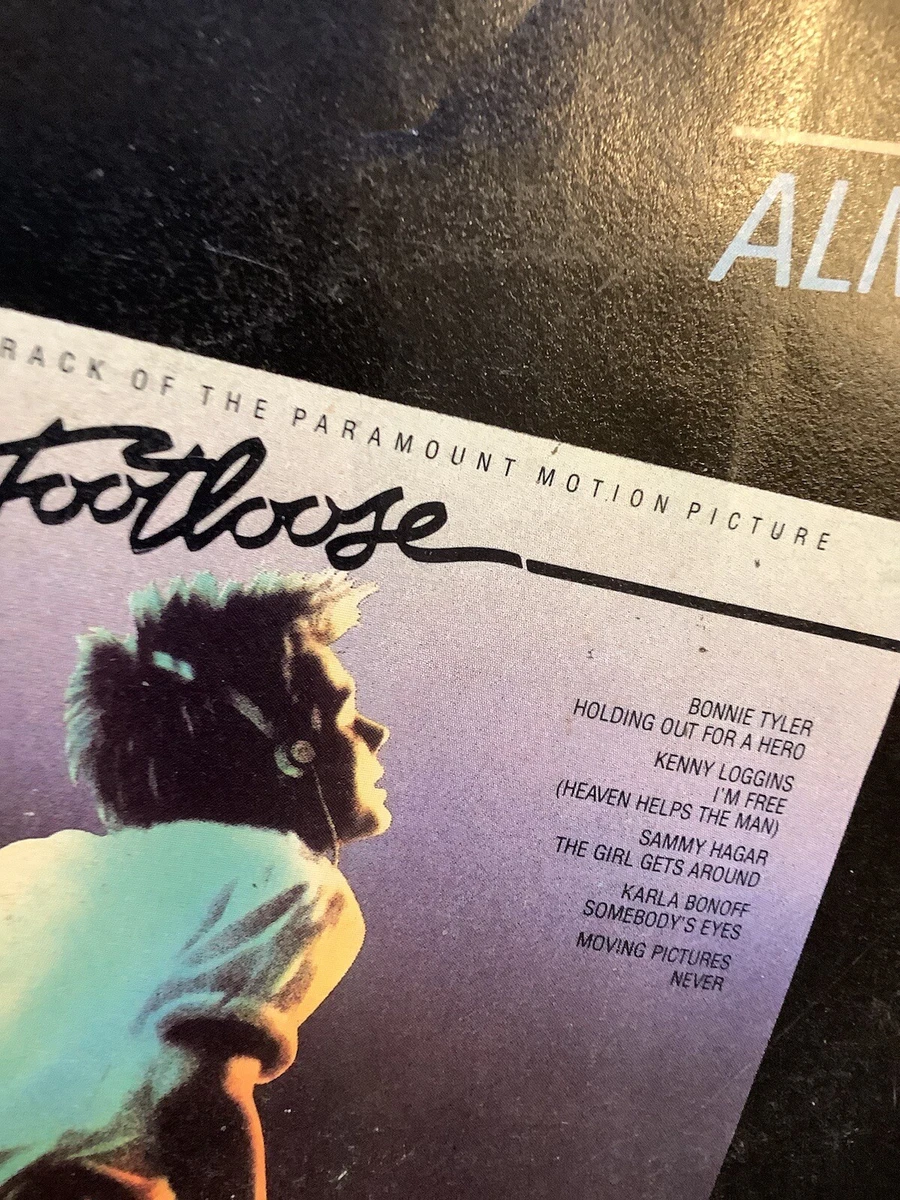 ALM
RACK OF THE PARAMOUNT MOTION PICTURE
Footloose
BONNIE TYLER
HOLDING OUT FOR A HERO
KENNY LOGGINS
I'M FREE
(HEAVEN HELPS THE MAN)
SAMMY HAGAR
THE GIRL GETS AROUND
KARLA BONOFF
SOMEBODY'S EYES
MOVING PICTURES
NEVER